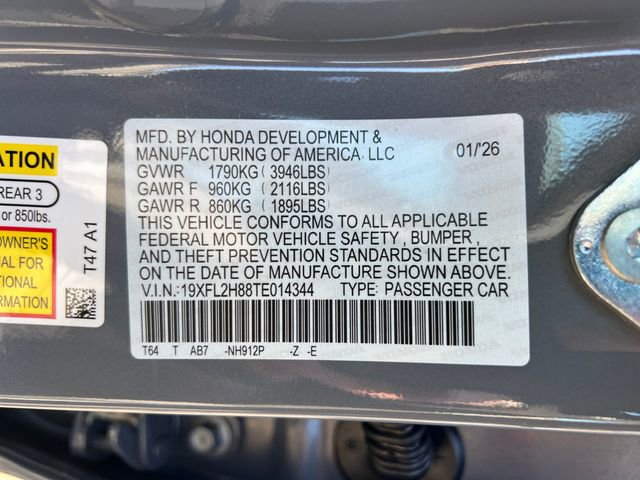 MFD. BY HONDA DEVELOPMENT &
MANUFACTURING OF AMERICA, LLC 01/'26
GVWR 1790KG (3946LBS)
GAWR F 960KG (2116LBS)
GAWR R 860KG (1895LBS)
THIS VEHICLE CONFORMS TO ALL APPLICABLE
FEDERAL MOTOR VEHICLE SAFETY, BUMPER,
AND THEFT PREVENTION STANDARDS IN EFFECT
ON THE DATE OF MANUFACTURE SHOWN ABOVE.
V.I.N.:19XFL2H88TE014344 TYPE: PASSENGER CAR
T64 T AB7 -NH912P -Z -E
ATION
REAR 3
or 850lbs.
OWNER'S
FOR
TIONAL
MATION
T47 A1